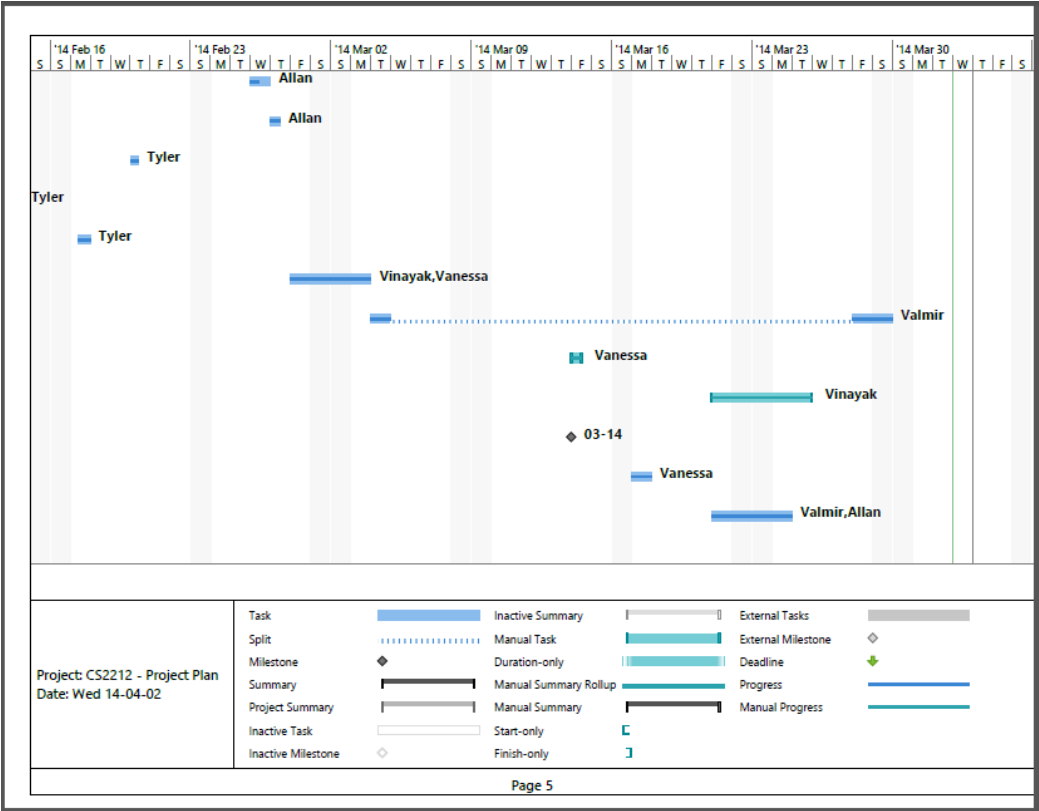 '14 Feb 16 '14 Feb 23 '14 Mar 02 '14 Mar 09 '14 Mar 16 '14 Mar 23 '14 Mar 30
S S M T W T F S S M T W T F S S M T W T F S S M T W T F S S M T W T F S S M T W T F S S M T W T F S
Allan
Allan
Tyler
Tyler
Tyler
Vinayak,Vanessa
Valmir
Vanessa
Vinayak
03-14
Vanessa
Valmir,Allan
Project: CS2212 - Project Plan
Date: Wed 14-04-02
Task
Split
Milestone
Summary
Project Summary
Inactive Task
Inactive Milestone
Inactive Summary
Manual Task
Duration-only
Manual Summary Rollup
Manual Summary
Start-only
Finish-only
External Tasks
External Milestone
Deadline
Progress
Manual Progress
Page 5